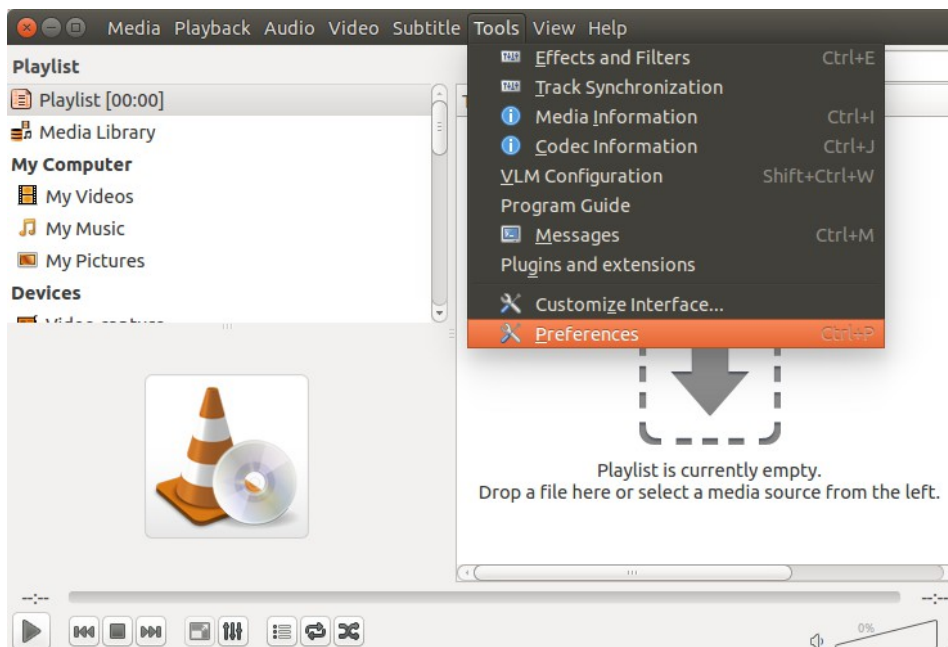 Media Playback Audio Video Subtitle Tools View Help
Playlist
Playlist [00:00]
Media Library
My Computer
My Videos
My Music
My Pictures
Devices
Effects and Filters Ctrl+E
Track Synchronization
Media Information Ctrl+I
Codec Information Ctrl+J
VLM Configuration Shift+Ctrl+W
Program Guide
Messages Ctrl+M
Plugins and extensions
Customize Interface...
Preferences Ctrl+P
Playlist is currently empty.
Drop a file here or select a media source from the left.
--:-- --:--
0%